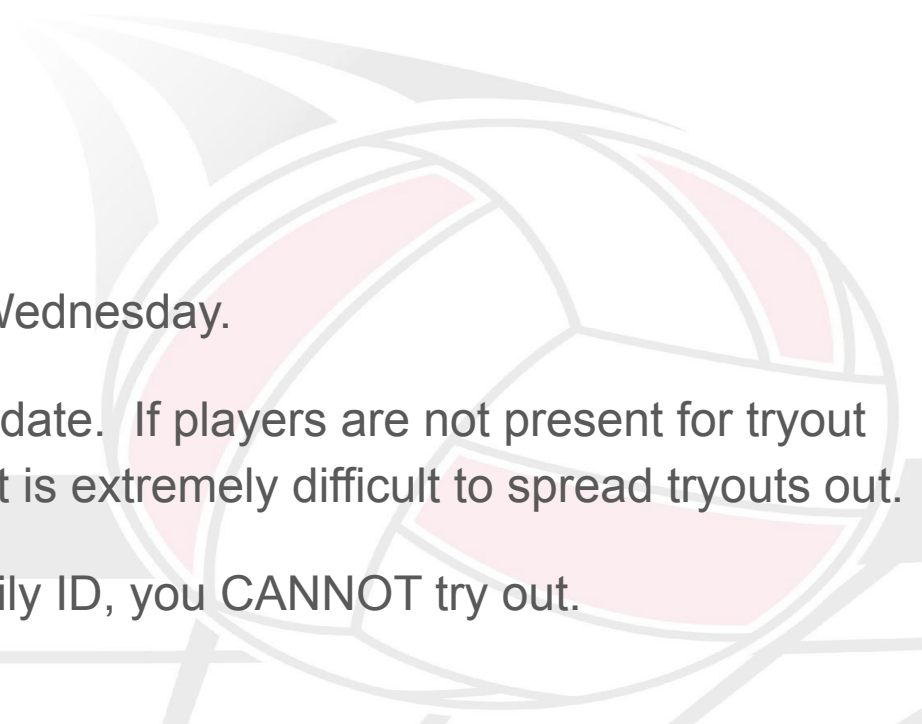 Wednesday.
date.  If players are not present for tryout
t is extremely difficult to spread tryouts out.
ily ID, you CANNOT try out.